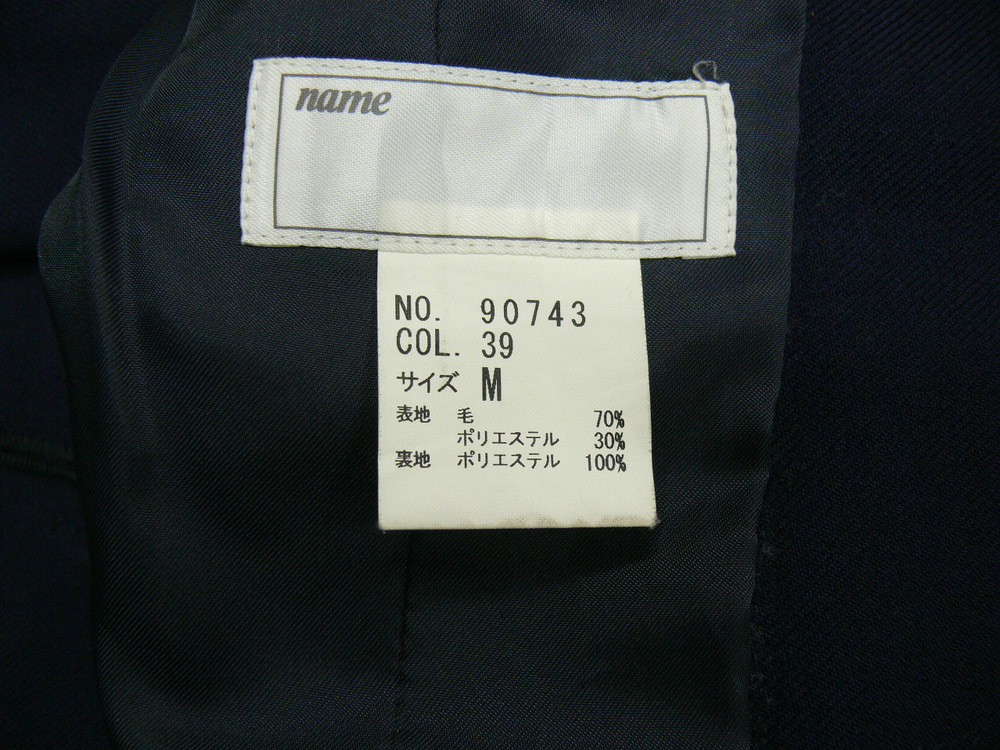 name
NO. 90743
COL. 39
サイズ M
表地 毛 70%
ポリエステル 30%
裏地 ポリエステル 100%